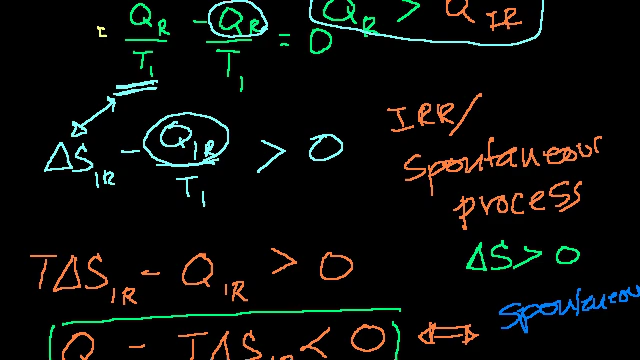 = Q_R/T_1 - Q_R/T_1 = 0
Q_R > Q_IR
ΔS_IR - Q_IR/T_1 > 0
IRR/
Spontaneous
process
TΔS_IR - Q_IR > 0
ΔS > 0
Q - TΔS_IR < 0 ⟺ Spontaneou